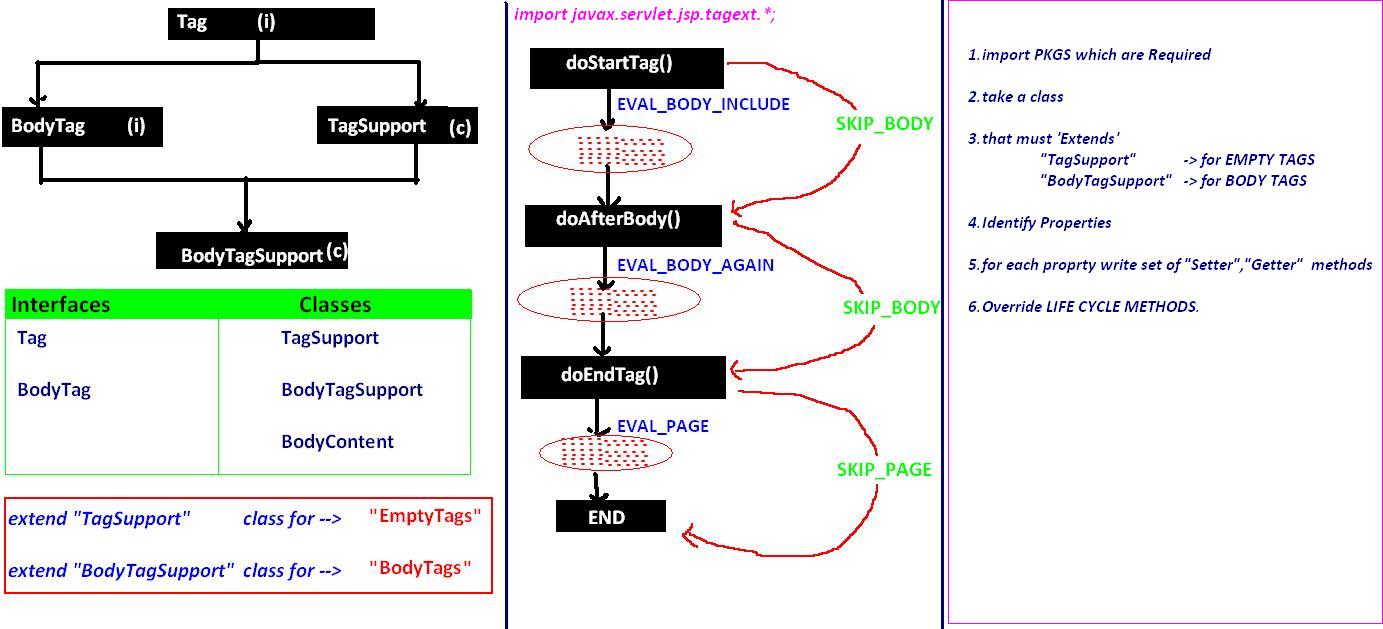 Tag (i)
BodyTag (i)
TagSupport (c)
BodyTagSupport (c)
Interfaces Classes
Tag TagSupport
BodyTag BodyTagSupport
BodyContent
extend "TagSupport" class for --> "EmptyTags"
extend "BodyTagSupport" class for --> "BodyTags"
import javax.servlet.jsp.tagext.*;
doStartTag()
EVAL_BODY_INCLUDE
SKIP_BODY
doAfterBody()
EVAL_BODY_AGAIN
SKIP_BODY
doEndTag()
EVAL_PAGE
SKIP_PAGE
END
1.import PKGS which are Required
2.take a class
3.that must 'Extends'
"TagSupport" -> for EMPTY TAGS
"BodyTagSupport" -> for BODY TAGS
4.Identify Properties
5.for each proprty write set of "Setter","Getter" methods
6.Override LIFE CYCLE METHODS.